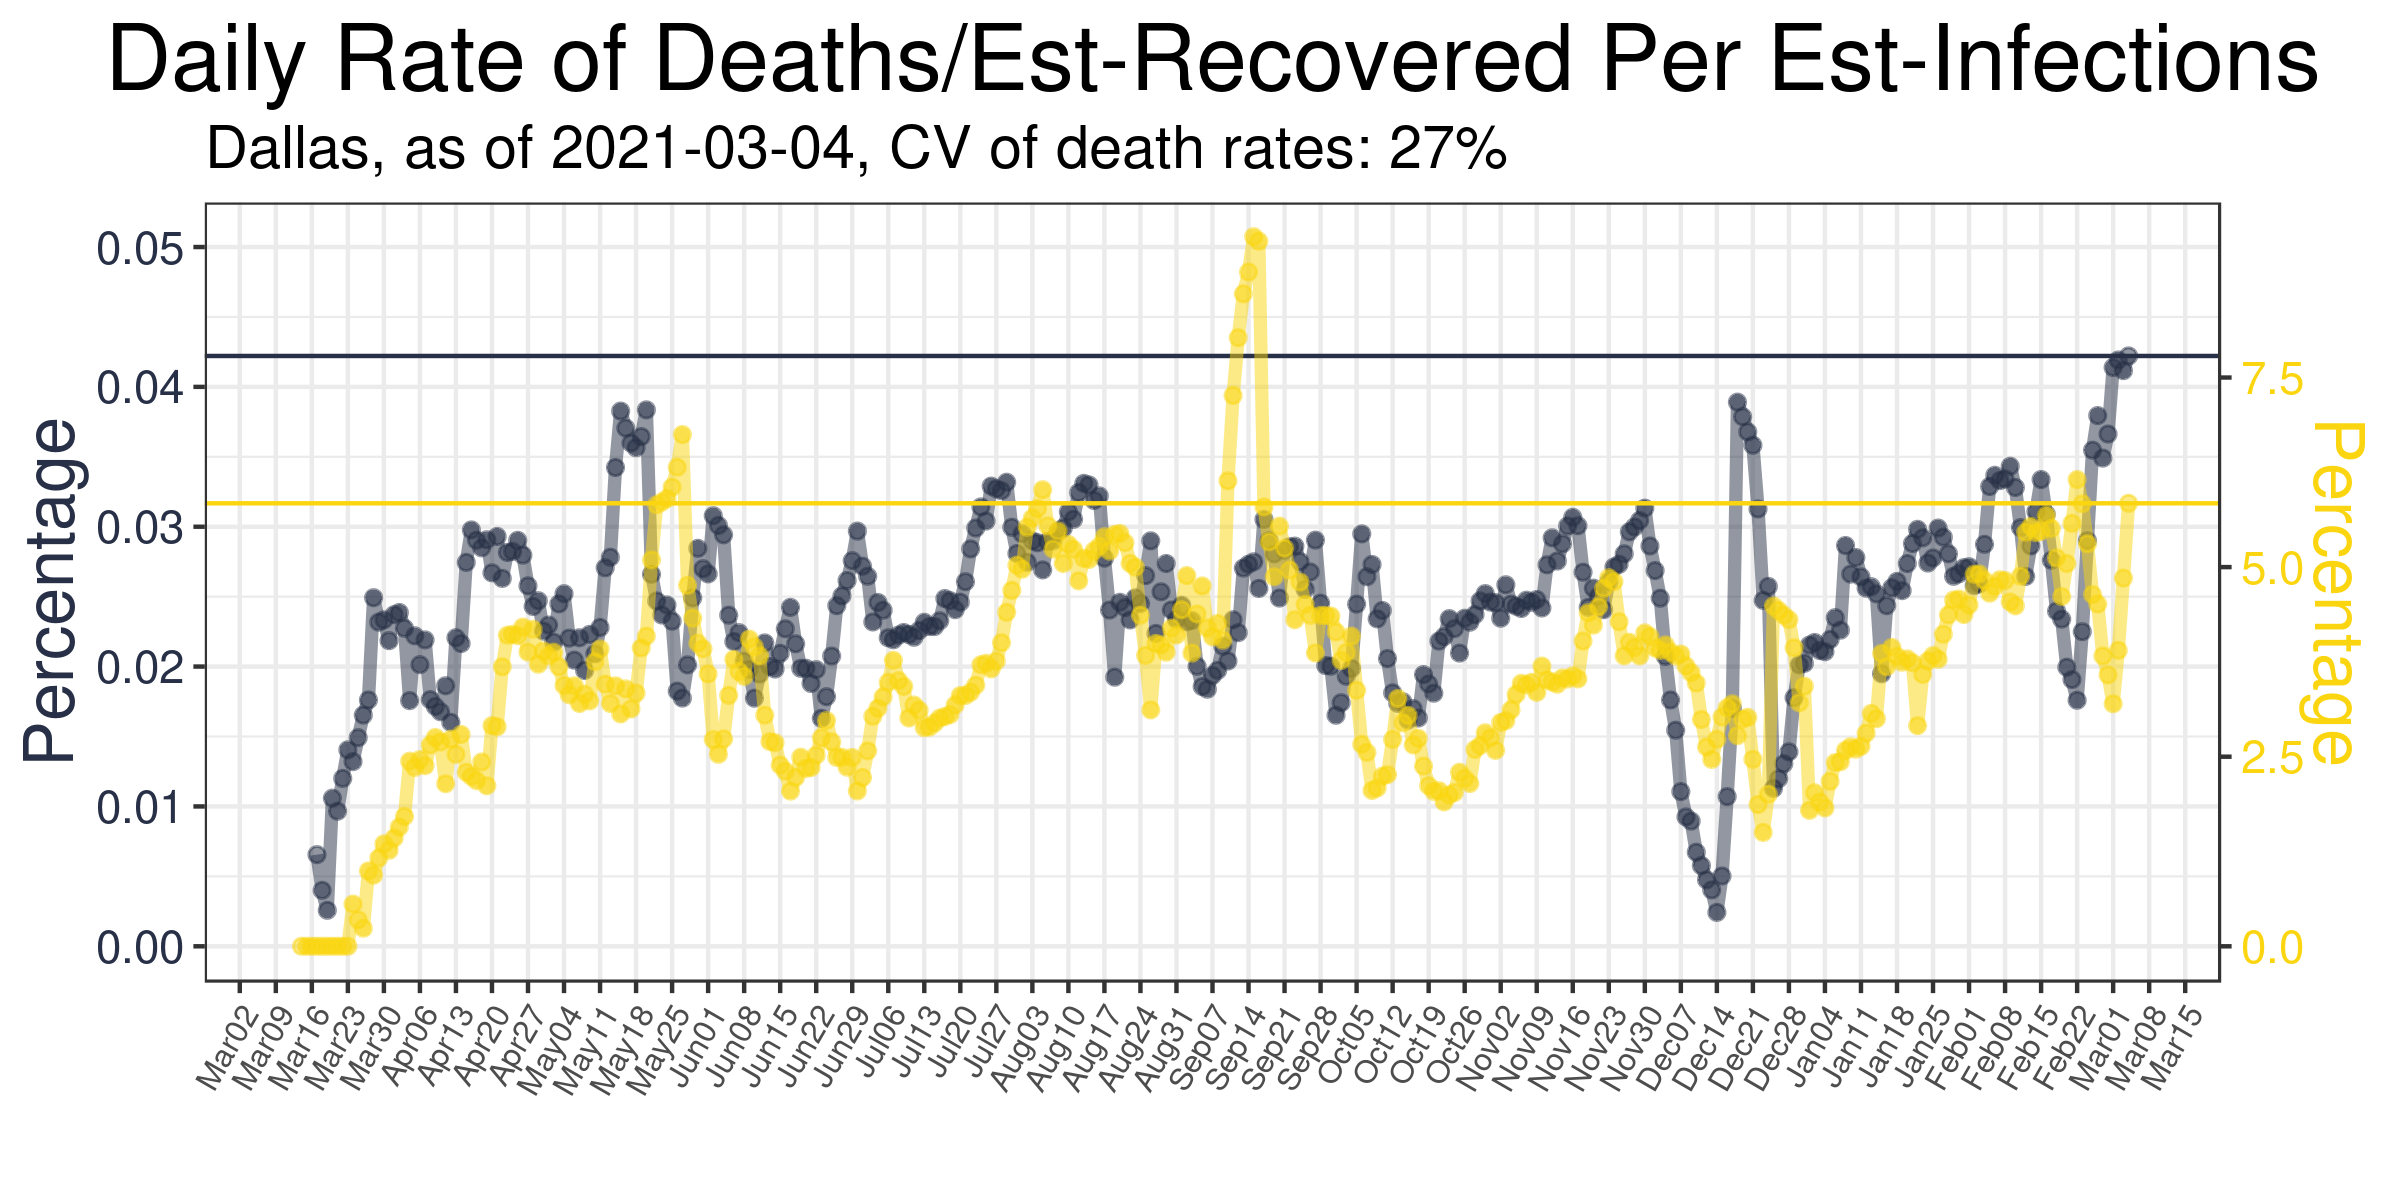 Daily Rate of Deaths/Est-Recovered Per Est-Infections
Dallas, as of 2021-03-04, CV of death rates: 27%
Percentage
0.05
0.04
0.03
0.02
0.01
0.00
7.5
5.0
2.5
0.0
Percentage
Mar02
Mar09
Mar16
Mar23
Mar30
Apr06
Apr13
Apr20
Apr27
May04
May11
May18
May25
Jun01
Jun08
Jun15
Jun22
Jun29
Jul06
Jul13
Jul20
Jul27
Aug03
Aug10
Aug17
Aug24
Aug31
Sep07
Sep14
Sep21
Sep28
Oct05
Oct12
Oct19
Oct26
Nov02
Nov09
Nov16
Nov23
Nov30
Nov07
Dec14
Dec21
Dec28
Dec04
Jan11
Jan18
Jan25
Feb01
Feb08
Feb15
Feb22
Mar01
Mar08
Mar15